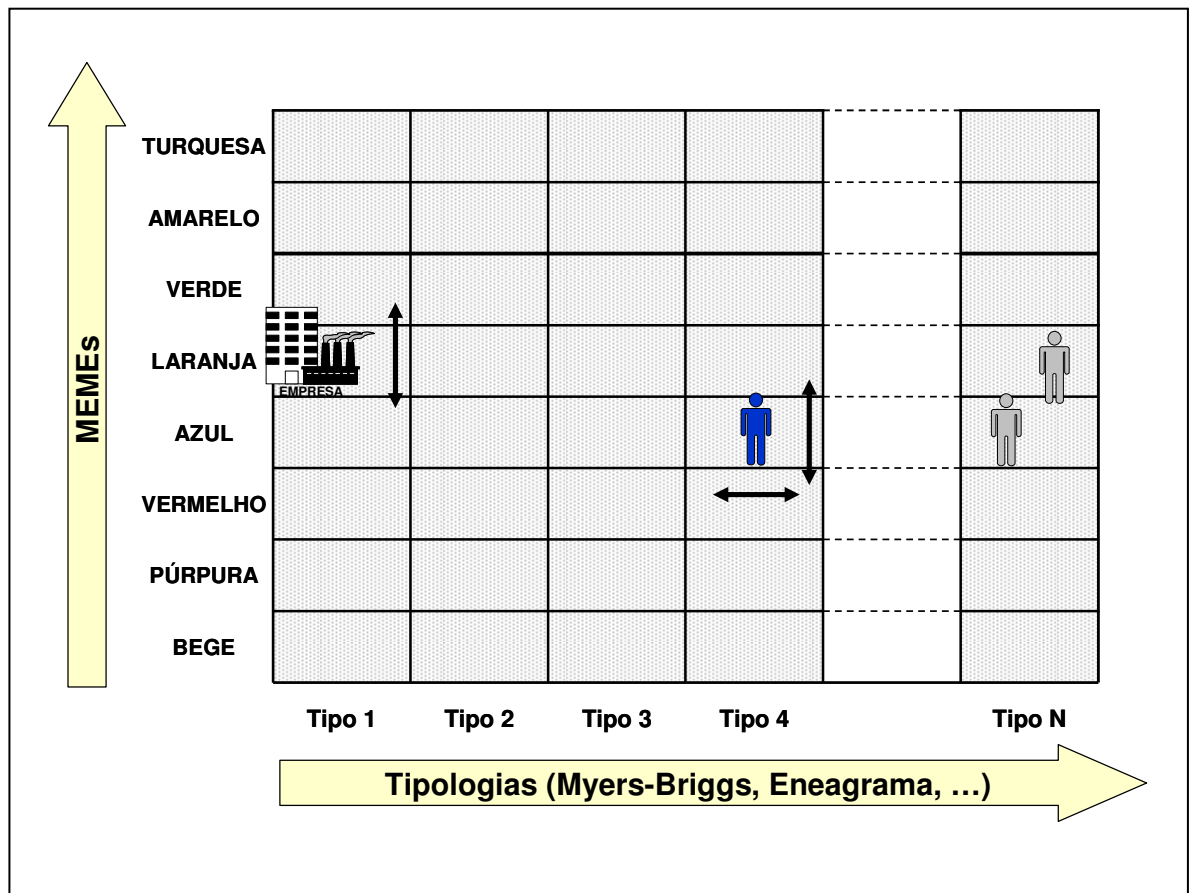 MEMEs
TURQUESA
AMARELO
VERDE
LARANJA
EMPRESA
AZUL
VERMELHO
PÚRPURA
BEGE
Tipo 1 Tipo 2 Tipo 3 Tipo 4 Tipo N
Tipologias (Myers-Briggs, Eneagrama, …)